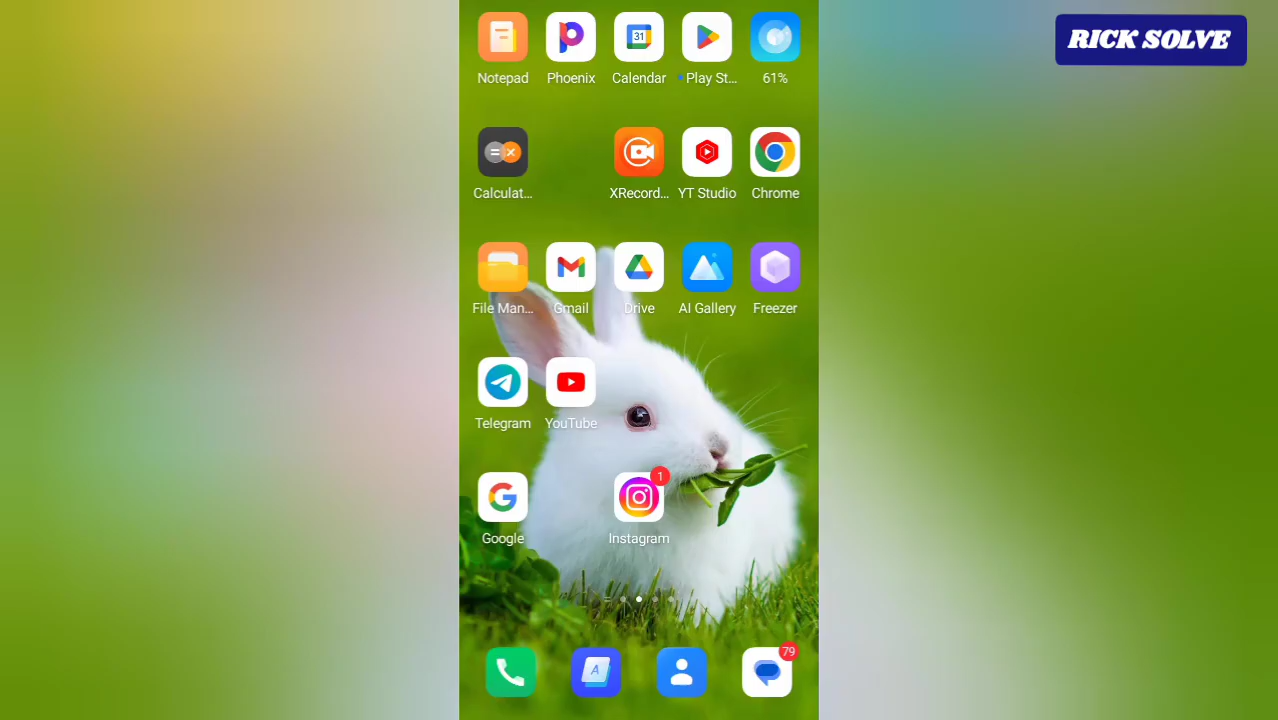 RICK SOLVE
31
Notepad Phoenix Calendar Play St... 61%
Calculat... XRecord... YT Studio Chrome
File Man... Gmail Drive AI Gallery Freezer
Telegram YouTube
1
Google Instagram
79
A